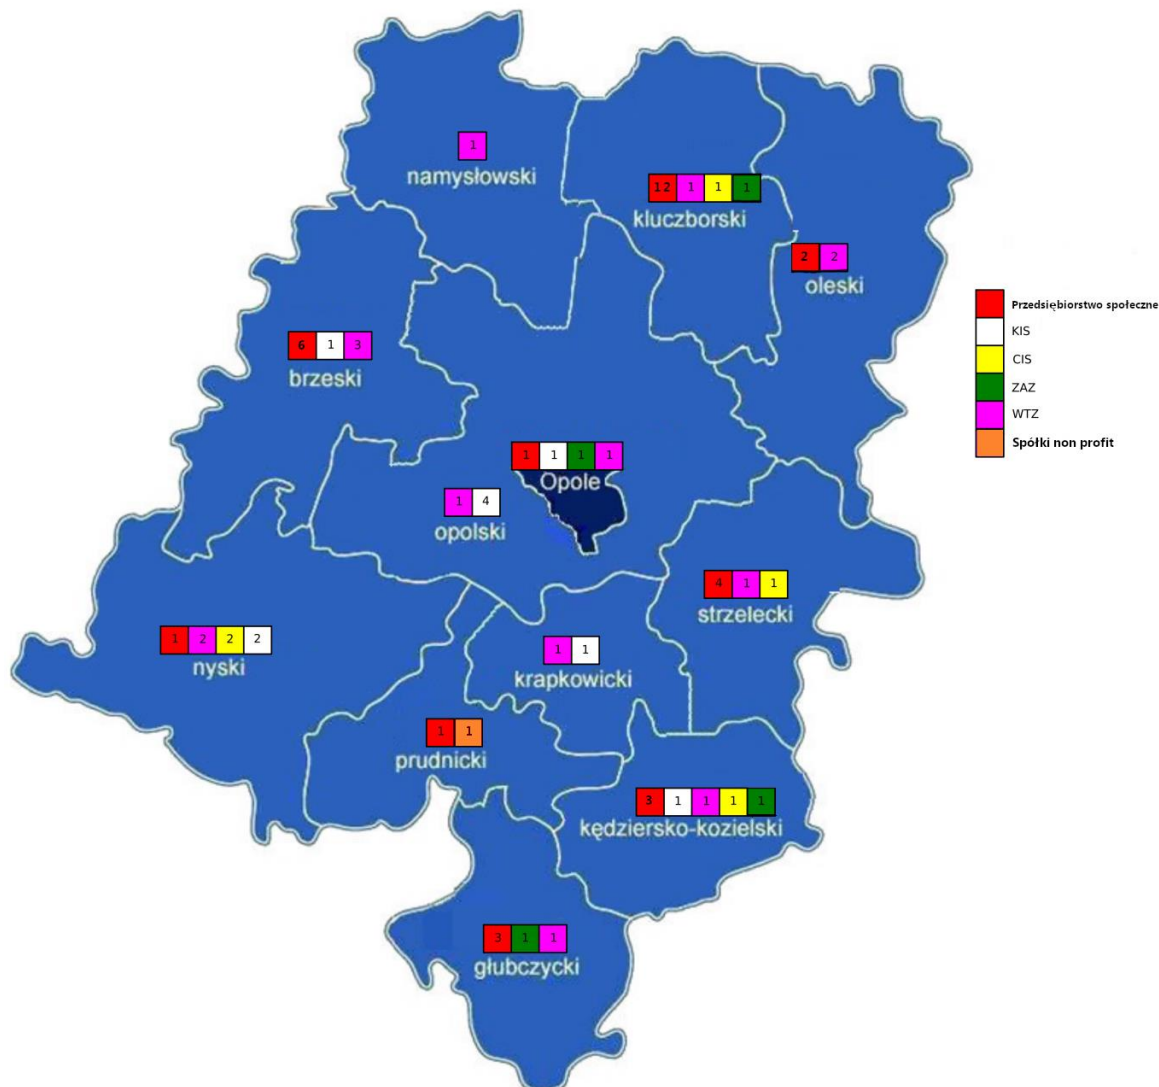 1
namysłowski
12 1 1 1
kluczborski
2 2
oleski
Przedsiębiorstwo społeczne
KIS
CIS
ZAZ
WTZ
Spółki non profit
6 1 3
brzeski
1 1 1 1
Opole
1 4
opolski
4 1 1
strzelecki
1 2 2 2
nyski
1 1
krapkowicki
1 1
prudnicki
3 1 1 1 1
kędziersko-kozielski
3 1 1
głubczycki